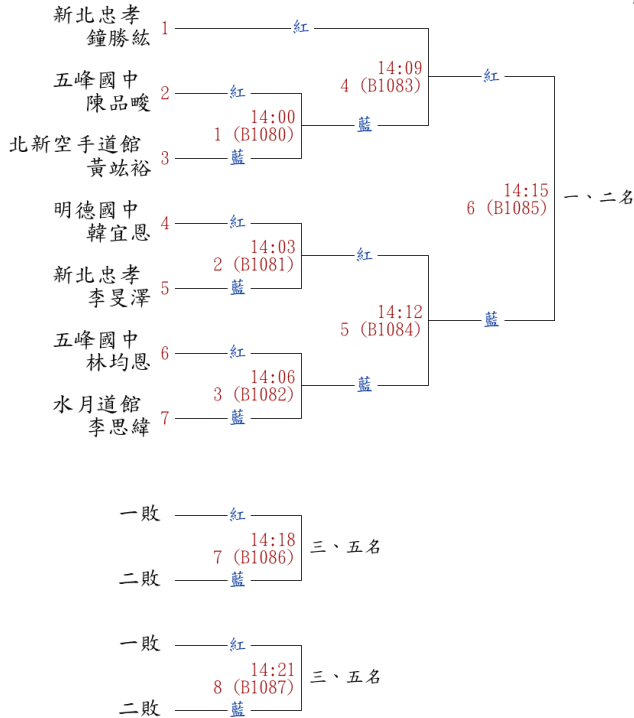 新北忠孝
鐘勝紘 1
紅
五峰國中
陳品畯 2
紅
14:00
1 (B1080)
北新空手道館
黃竑裕 3
藍
14:09
4 (B1083)
藍
紅
明德國中
韓宜恩 4
紅
14:03
2 (B1081)
紅
新北忠孝
李旻澤 5
藍
14:15
6 (B1085)
一、二名
五峰國中
林均恩 6
紅
14:06
3 (B1082)
藍
水月道館
李思緯 7
藍
14:12
5 (B1084)
藍
一敗
紅
14:18
7 (B1086)
三、五名
二敗
藍
一敗
紅
14:21
8 (B1087)
三、五名
二敗
藍